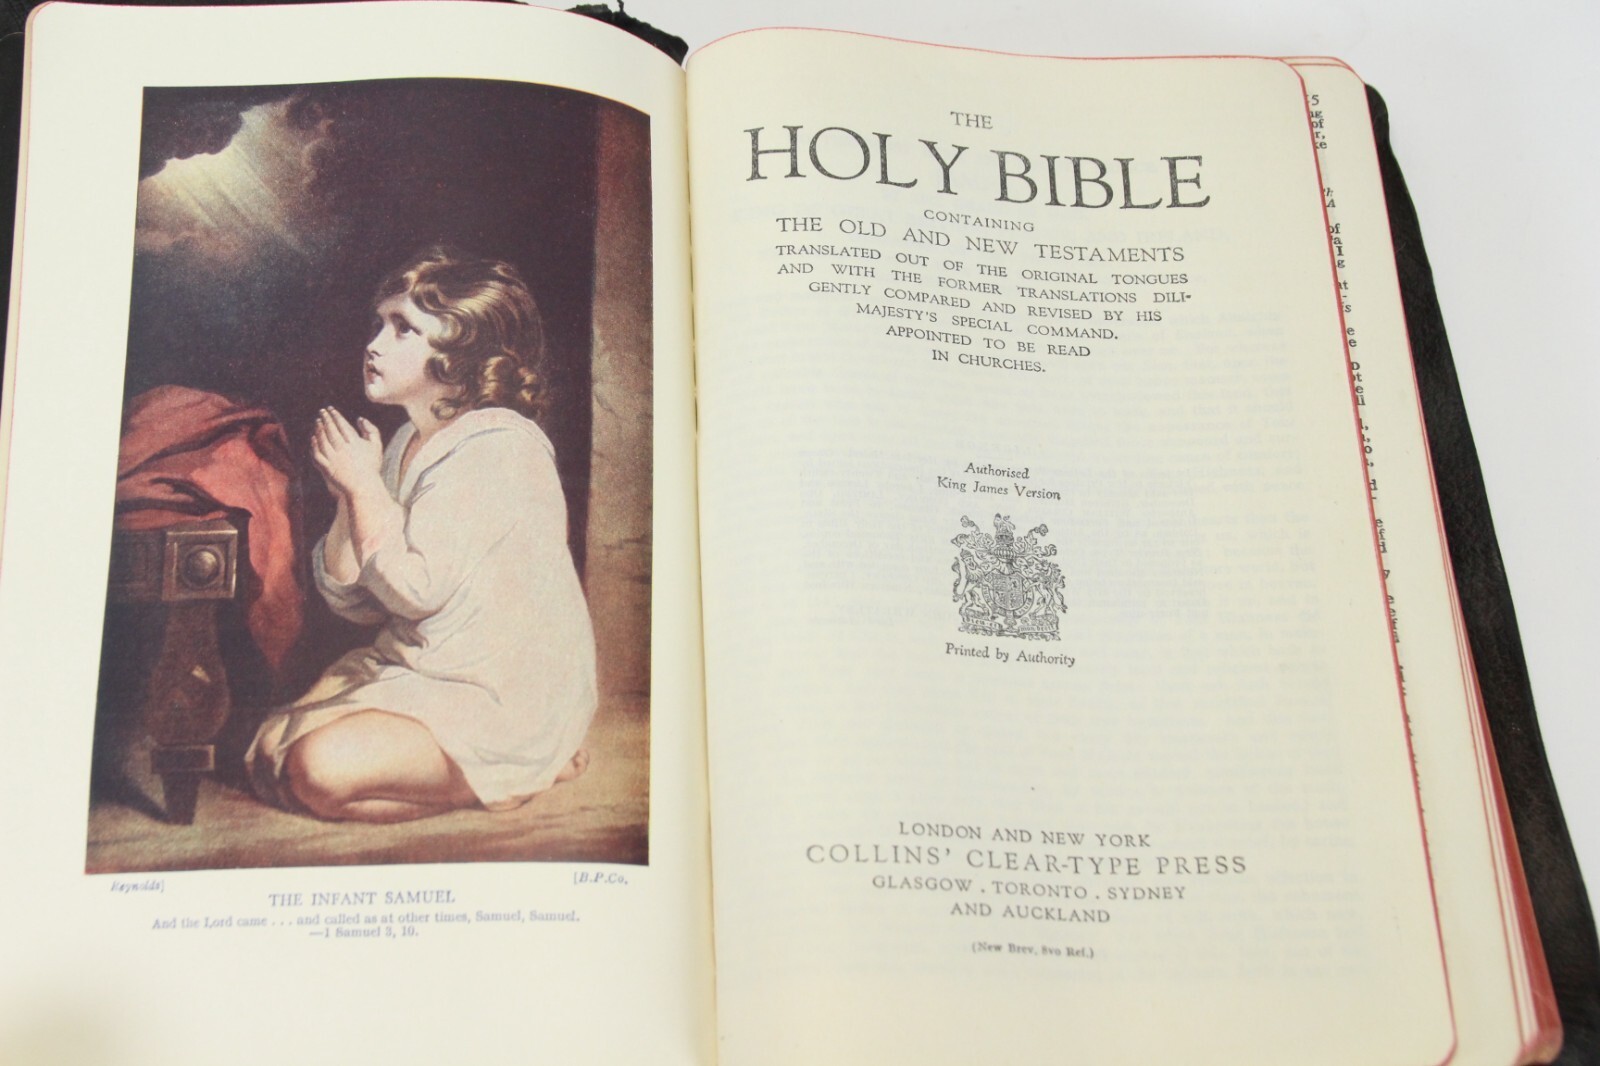 Reynolds]
[B.P.Co.
THE INFANT SAMUEL
And the Lord came . . . and called as at other times, Samuel, Samuel.
—1 Samuel 3, 10.
THE
HOLY BIBLE
CONTAINING
THE OLD AND NEW TESTAMENTS
TRANSLATED OUT OF THE ORIGINAL TONGUES
AND WITH THE FORMER TRANSLATIONS DILI-
GENTLY COMPARED AND REVISED BY HIS
MAJESTY'S SPECIAL COMMAND.
APPOINTED TO BE READ
IN CHURCHES.
Authorised
King James Version
Printed by Authority
LONDON AND NEW YORK
COLLINS' CLEAR-TYPE PRESS
GLASGOW . TORONTO . SYDNEY
AND AUCKLAND
(New Brev. 8vo Ref.)